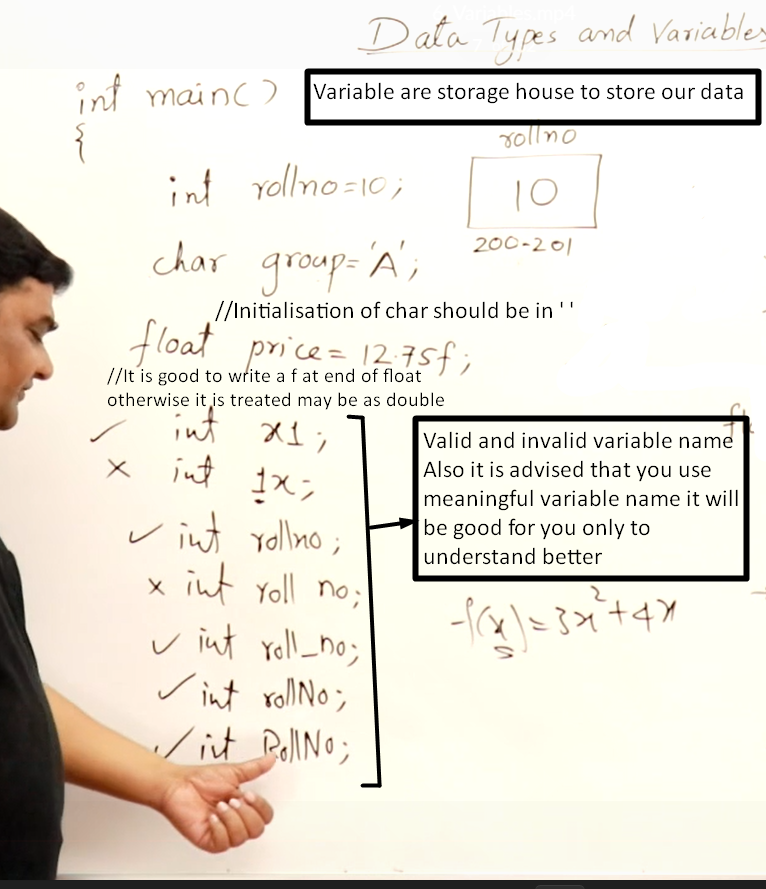 Data Types and Variables
int main()
Variable are storage house to store our data
{
rollno
int rollno=10;
10
200-201
char group='A';
//Initialisation of char should be in ' '
float price= 12.75f;
//It is good to write a f at end of float
otherwise it is treated may be as double
✓ int x1;
× int 1x;
✓ int rollno;
× int roll no;
✓ int roll_no;
✓ int rollNo;
✓ int RollNo;
Valid and invalid variable name
Also it is advised that you use
meaningful variable name it will
be good for you only to
understand better
f(x)=3x²+4x
5